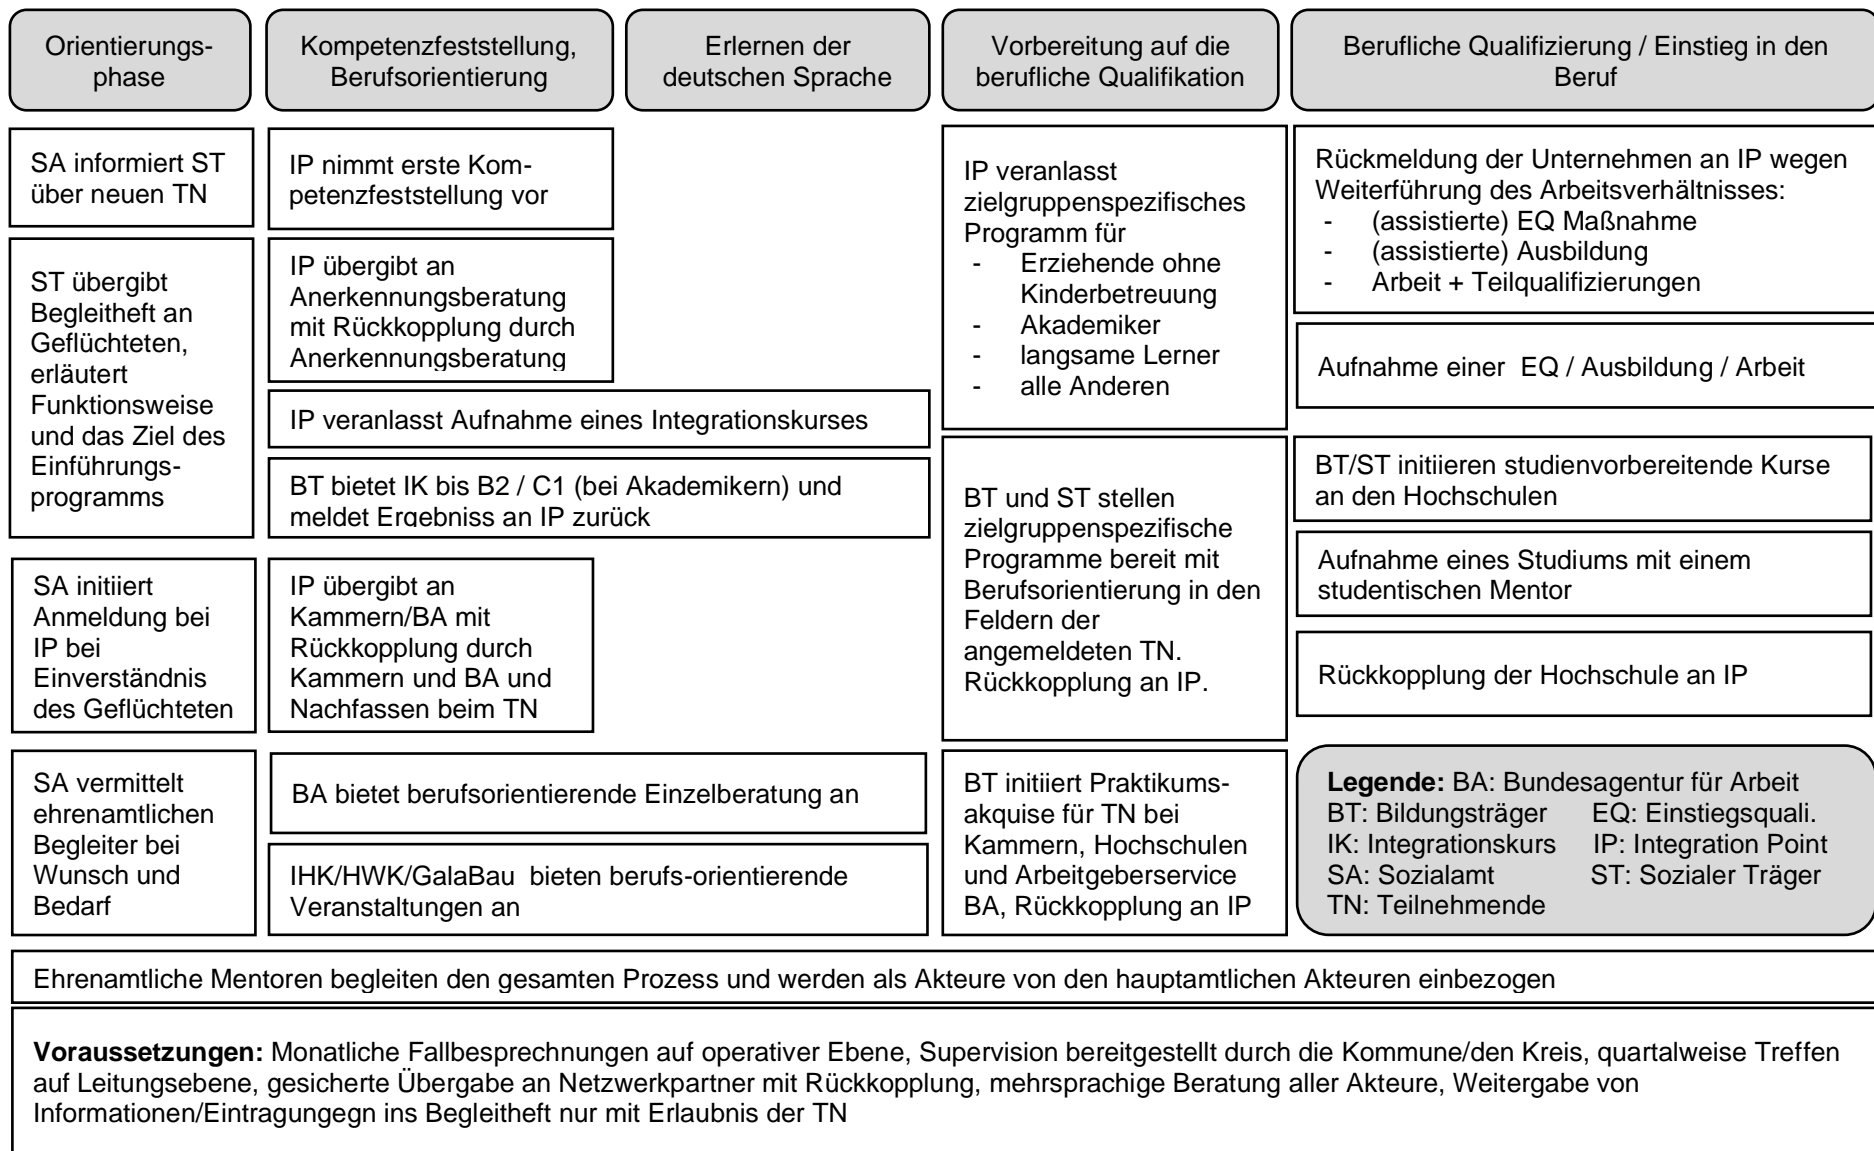 Orientierungs-
phase
Kompetenzfeststellung,
Berufsorientierung
Erlernen der
deutschen Sprache
Vorbereitung auf die
berufliche Qualifikation
Berufliche Qualifizierung / Einstieg in den
Beruf
SA informiert ST
über neuen TN
ST übergibt
Begleitheft an
Geflüchteten,
erläutert
Funktionsweise
und das Ziel des
Einführungs-
programms
SA initiiert
Anmeldung bei
IP bei
Einverständnis
des Geflüchteten
SA vermittelt
ehrenamtlichen
Begleiter bei
Wunsch und
Bedarf
IP nimmt erste Kom-
petenzfeststellung vor
IP übergibt an
Anerkennungsberatung
mit Rückkopplung durch
Anerkennungsberatung
IP veranlasst Aufnahme eines Integrationskurses
BT bietet IK bis B2 / C1 (bei Akademikern) und
meldet Ergebniss an IP zurück
IP übergibt an
Kammern/BA mit
Rückkopplung durch
Kammern und BA und
Nachfassen beim TN
BA bietet berufsorientierende Einzelberatung an
IHK/HWK/GalaBau bieten berufs-orientierende
Veranstaltungen an
IP veranlasst
zielgruppenspezifisches
Programm für
- Erziehende ohne
Kinderbetreuung
- Akademiker
- langsame Lerner
- alle Anderen
BT und ST stellen
zielgruppenspezifische
Programme bereit mit
Berufsorientierung in den
Feldern der
angemeldeten TN.
Rückkopplung an IP.
BT initiiert Praktikums-
akquise für TN bei
Kammern, Hochschulen
und Arbeitgeberservice
BA, Rückkopplung an IP
Rückmeldung der Unternehmen an IP wegen
Weiterführung des Arbeitsverhältnisses:
- (assistierte) EQ Maßnahme
- (assistierte) Ausbildung
- Arbeit + Teilqualifizierungen
Aufnahme einer EQ / Ausbildung / Arbeit
BT/ST initiieren studienvorbereitende Kurse
an den Hochschulen
Aufnahme eines Studiums mit einem
studentischen Mentor
Rückkopplung der Hochschule an IP
Legende: BA: Bundesagentur für Arbeit
BT: Bildungsträger EQ: Einstiegsquali.
IK: Integrationskurs IP: Integration Point
SA: Sozialamt ST: Sozialer Träger
TN: Teilnehmende
Ehrenamtliche Mentoren begleiten den gesamten Prozess und werden als Akteure von den hauptamtlichen Akteuren einbezogen
Voraussetzungen: Monatliche Fallbesprechnungen auf operativer Ebene, Supervision bereitgestellt durch die Kommune/den Kreis, quartalweise Treffen
auf Leitungsebene, gesicherte Übergabe an Netzwerkpartner mit Rückkopplung, mehrsprachige Beratung aller Akteure, Weitergabe von
Informationen/Eintragungegn ins Begleitheft nur mit Erlaubnis der TN